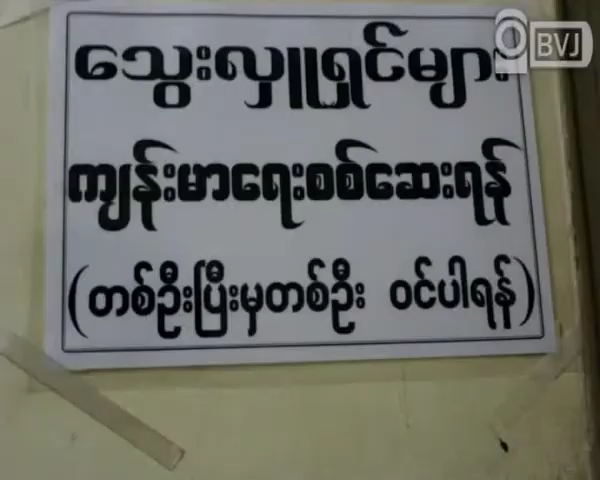 BVJ
သွေးလှူရှင်များ
ကျန်းမာရေးစစ်ဆေးရန်
(တစ်ဦးပြီးမှတစ်ဦး ဝင်ပါရန်)